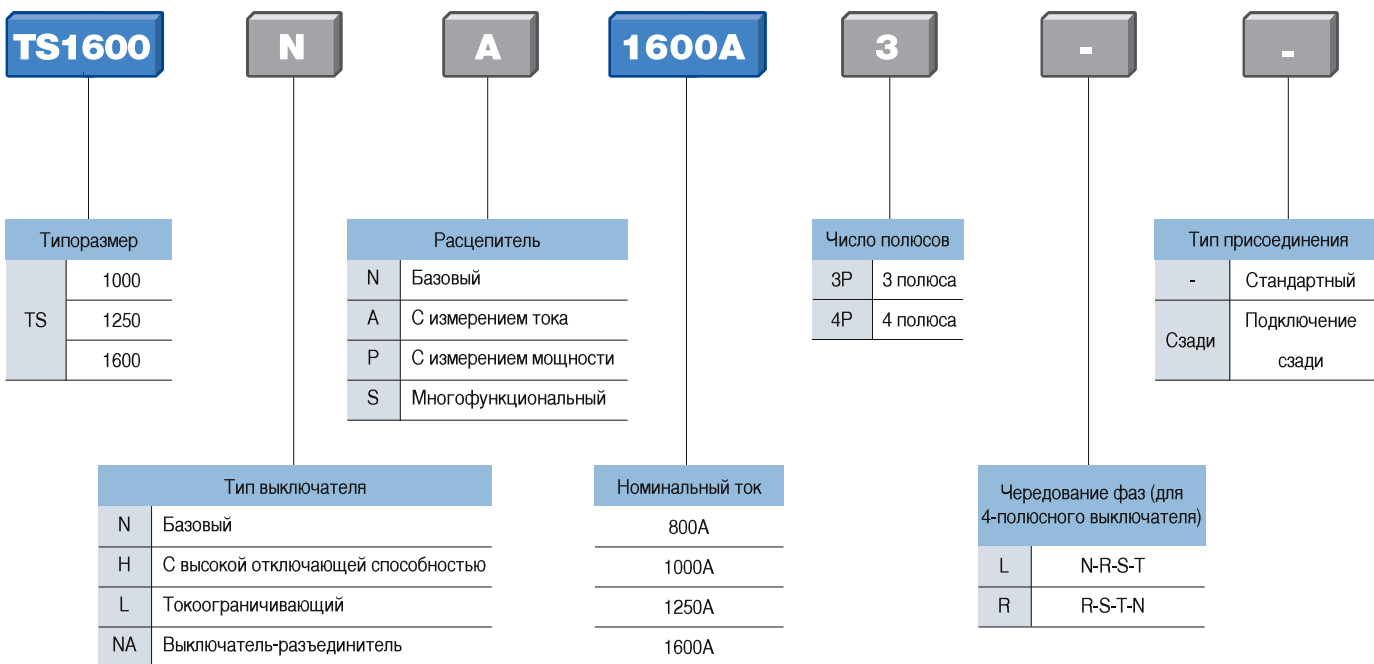 TS1600 N A 1600A 3 - -
Типоразмер
TS 1000
1250
1600
Расцепитель
N Базовый
A С измерением тока
P С измерением мощности
S Многофункциональный
Число полюсов
3P 3 полюса
4P 4 полюса
Тип присоединения
- Стандартный
Сзади Подключение
сзади
Тип выключателя
N Базовый
H С высокой отключающей способностью
L Токоограничивающий
NA Выключатель-разъединитель
Номинальный ток
800A
1000A
1250A
1600A
Чередование фаз (для
4-полюсного выключателя)
L N-R-S-T
R R-S-T-N